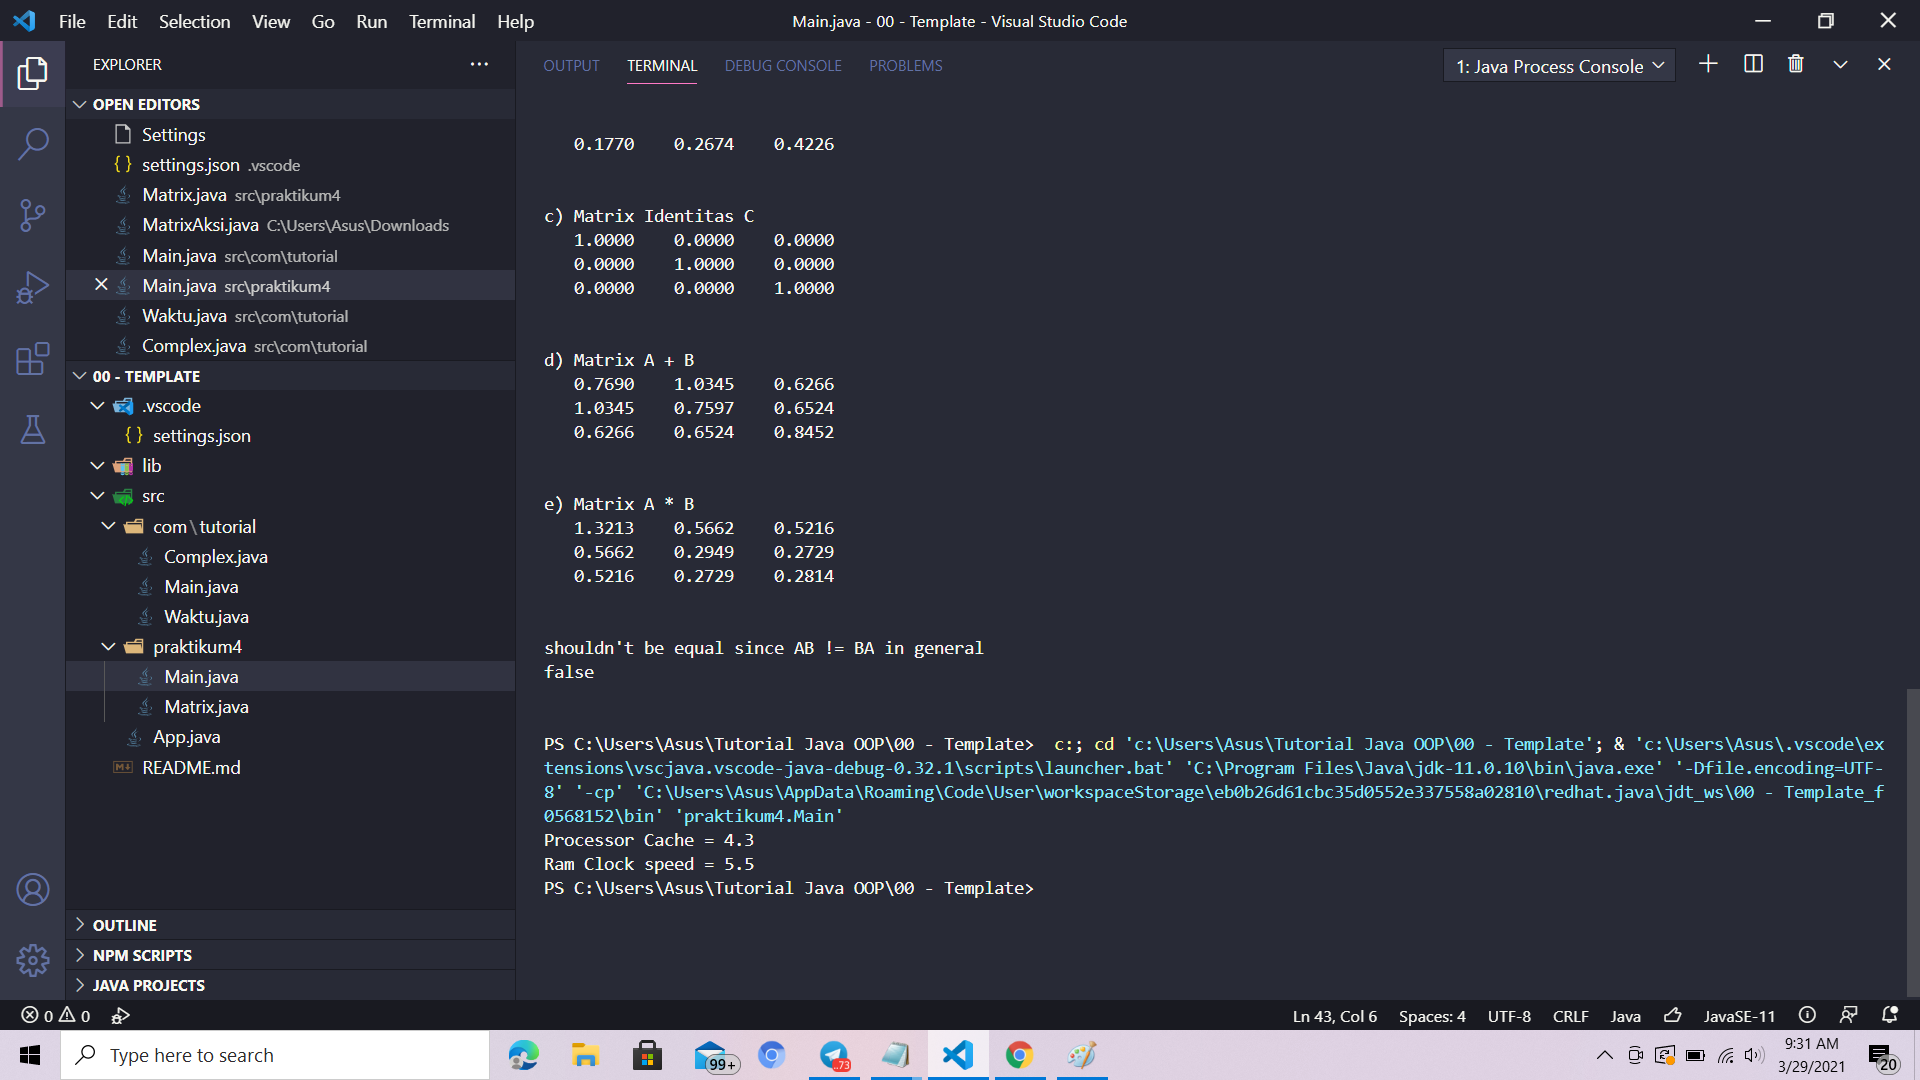 File Edit Selection View Go Run Terminal Help
Main.java - 00 - Template - Visual Studio Code
EXPLORER
OPEN EDITORS
Settings
{} settings.json .vscode
Matrix.java src\praktikum4
MatrixAksi.java C:\Users\Asus\Downloads
Main.java src\com\tutorial
Main.java src\praktikum4
Waktu.java src\com\tutorial
Complex.java src\com\tutorial
00 - TEMPLATE
.vscode
{} settings.json
lib
src
com\tutorial
Complex.java
Main.java
Waktu.java
praktikum4
Main.java
Matrix.java
App.java
README.md
OUTLINE
NPM SCRIPTS
JAVA PROJECTS
OUTPUT TERMINAL DEBUG CONSOLE PROBLEMS
1: Java Process Console
0.1770 0.2674 0.4226
c) Matrix Identitas C
1.0000 0.0000 0.0000
0.0000 1.0000 0.0000
0.0000 0.0000 1.0000
d) Matrix A + B
0.7690 1.0345 0.6266
1.0345 0.7597 0.6524
0.6266 0.6524 0.8452
e) Matrix A * B
1.3213 0.5662 0.5216
0.5662 0.2949 0.2729
0.5216 0.2729 0.2814
shouldn't be equal since AB != BA in general
false
PS C:\Users\Asus\Tutorial Java OOP\00 - Template>  c:; cd 'c:\Users\Asus\Tutorial Java OOP\00 - Template'; & 'c:\Users\Asus\.vscode\ex
tensions\vscjava.vscode-java-debug-0.32.1\scripts\launcher.bat' 'C:\Program Files\Java\jdk-11.0.10\bin\java.exe' '-Dfile.encoding=UTF-
8' '-cp' 'C:\Users\Asus\AppData\Roaming\Code\User\workspaceStorage\eb0b26d61cbc35d0552e337558a02810\redhat.java\jdt_ws\00 - Template_f
0568152\bin' 'praktikum4.Main'
Processor Cache = 4.3
Ram Clock speed = 5.5
PS C:\Users\Asus\Tutorial Java OOP\00 - Template>
0 0
Ln 43, Col 6 Spaces: 4 UTF-8 CRLF Java JavaSE-11
Type here to search
99+
..73
9:31 AM
3/29/2021
20